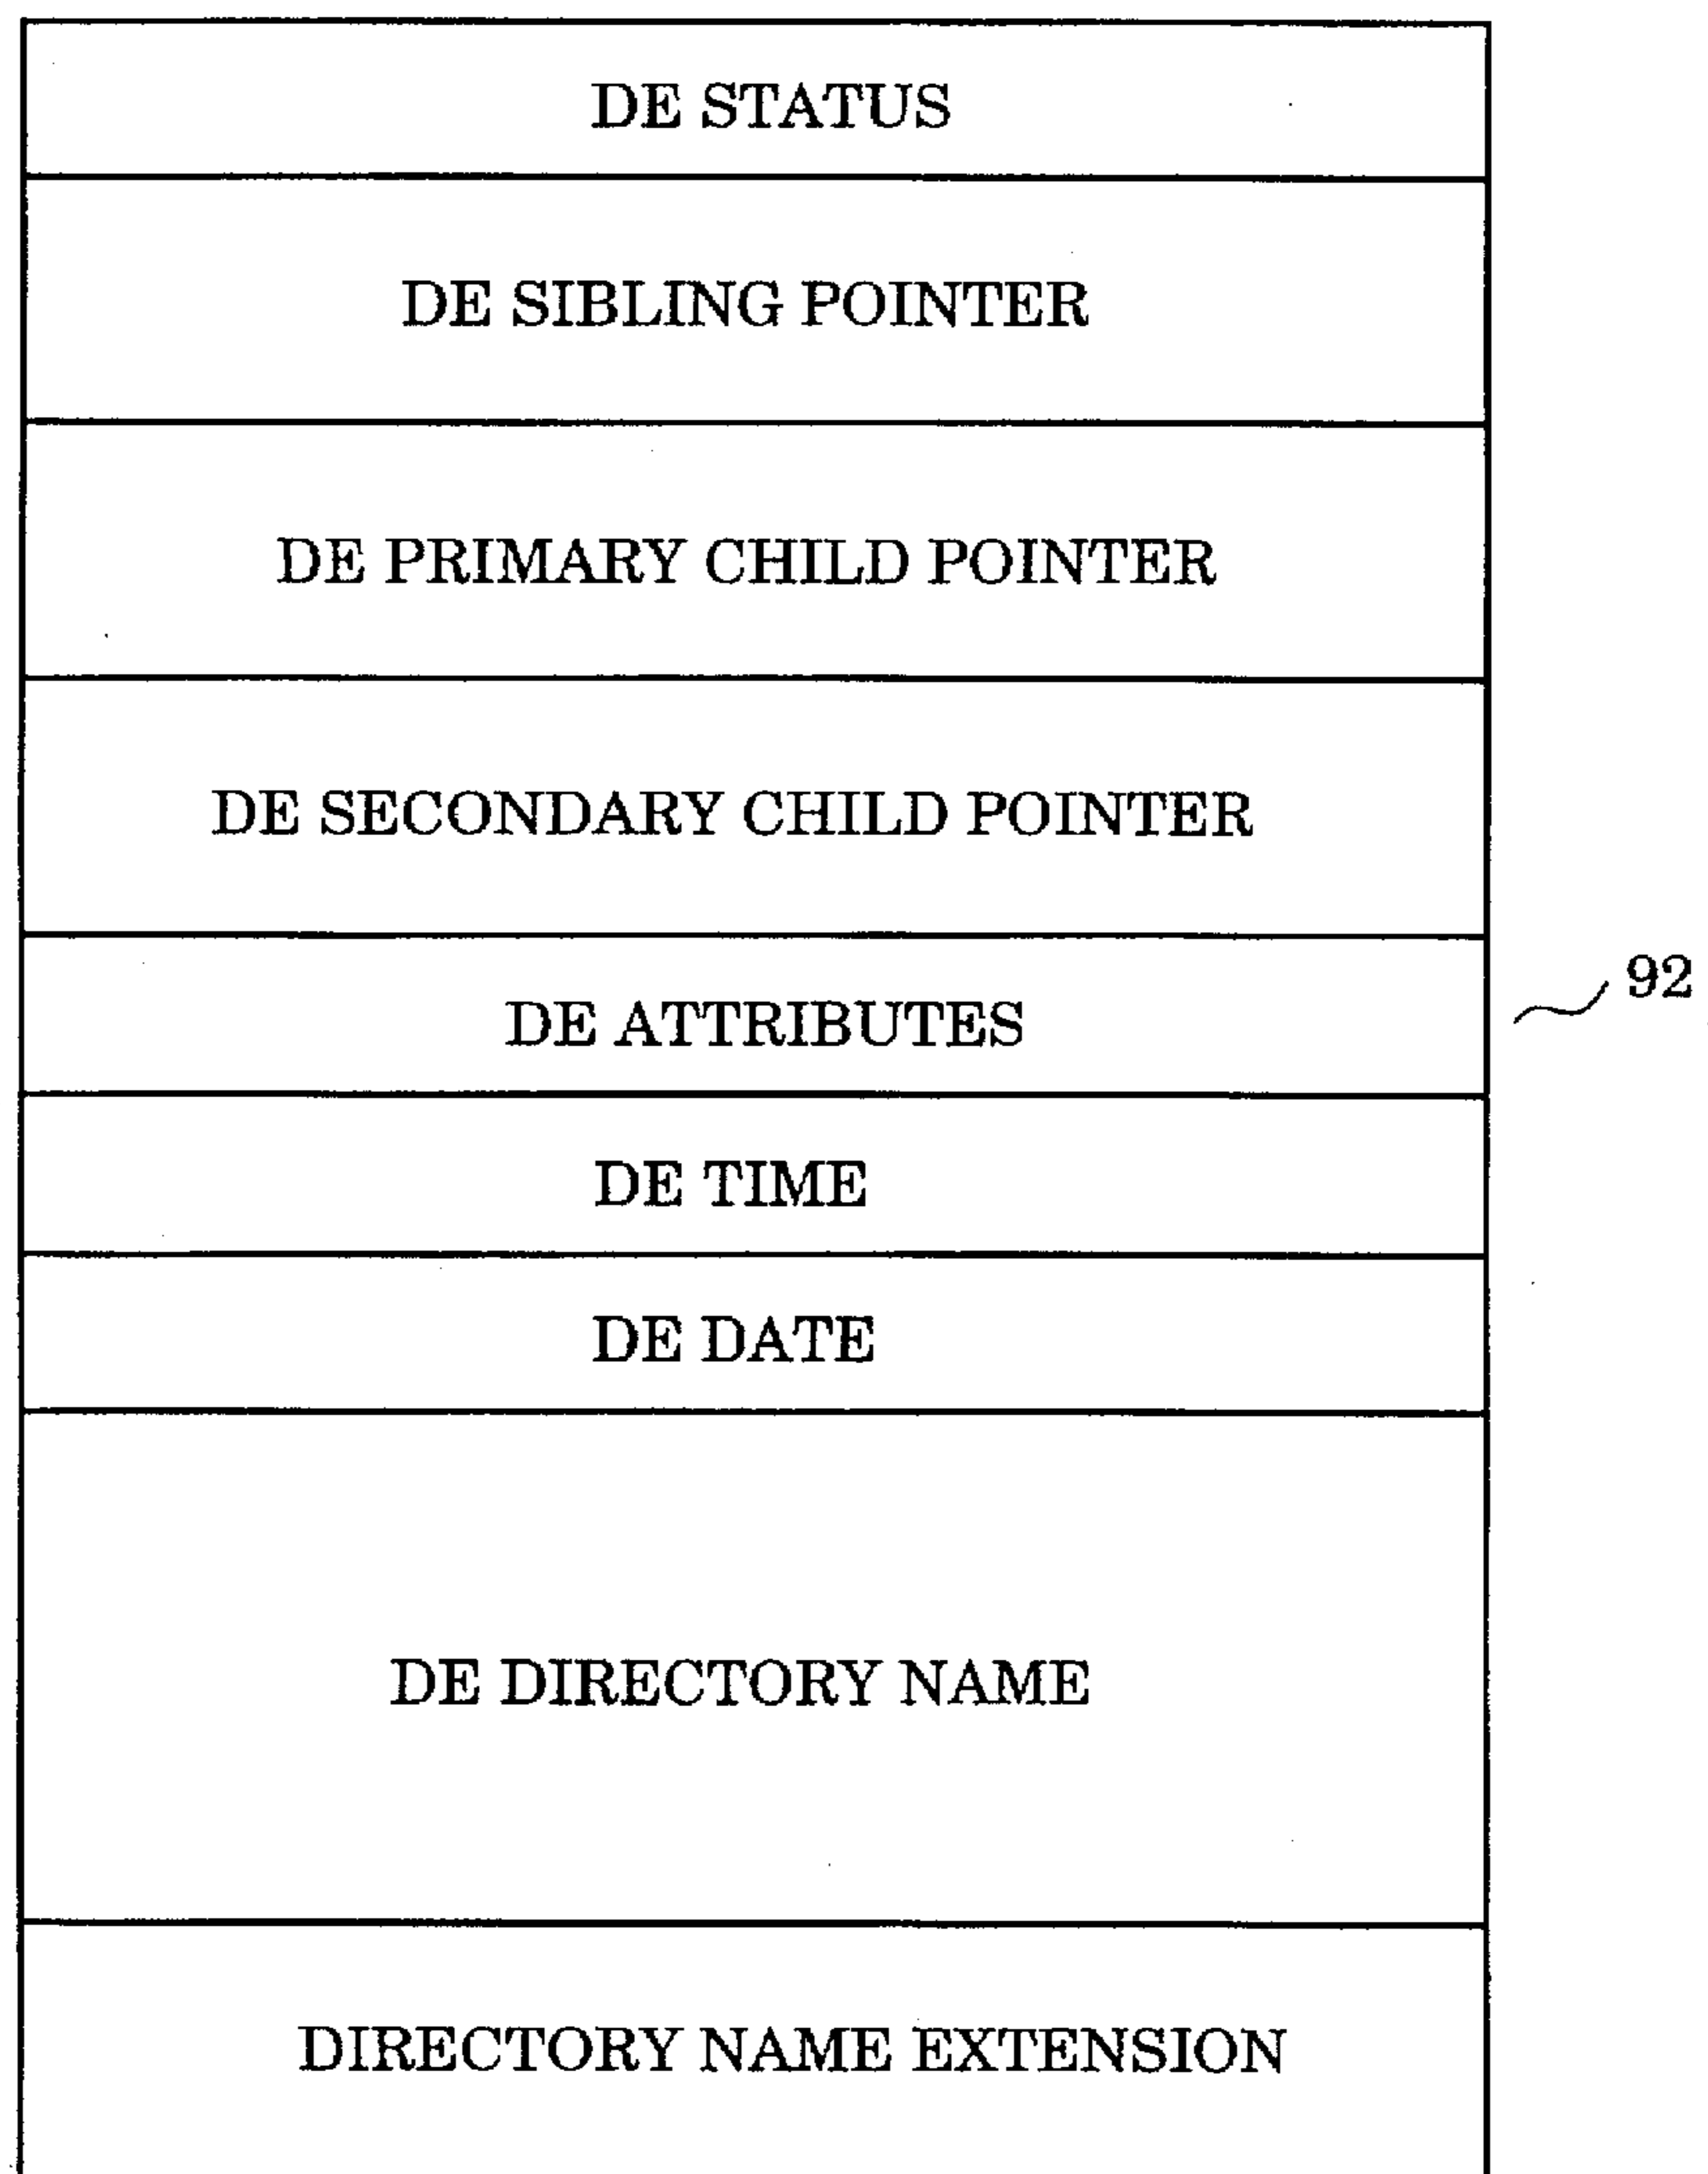 DE STATUS
DE SIBLING POINTER
DE PRIMARY CHILD POINTER
DE SECONDARY CHILD POINTER
DE ATTRIBUTES
92
DE TIME
DE DATE
DE DIRECTORY NAME
DIRECTORY NAME EXTENSION